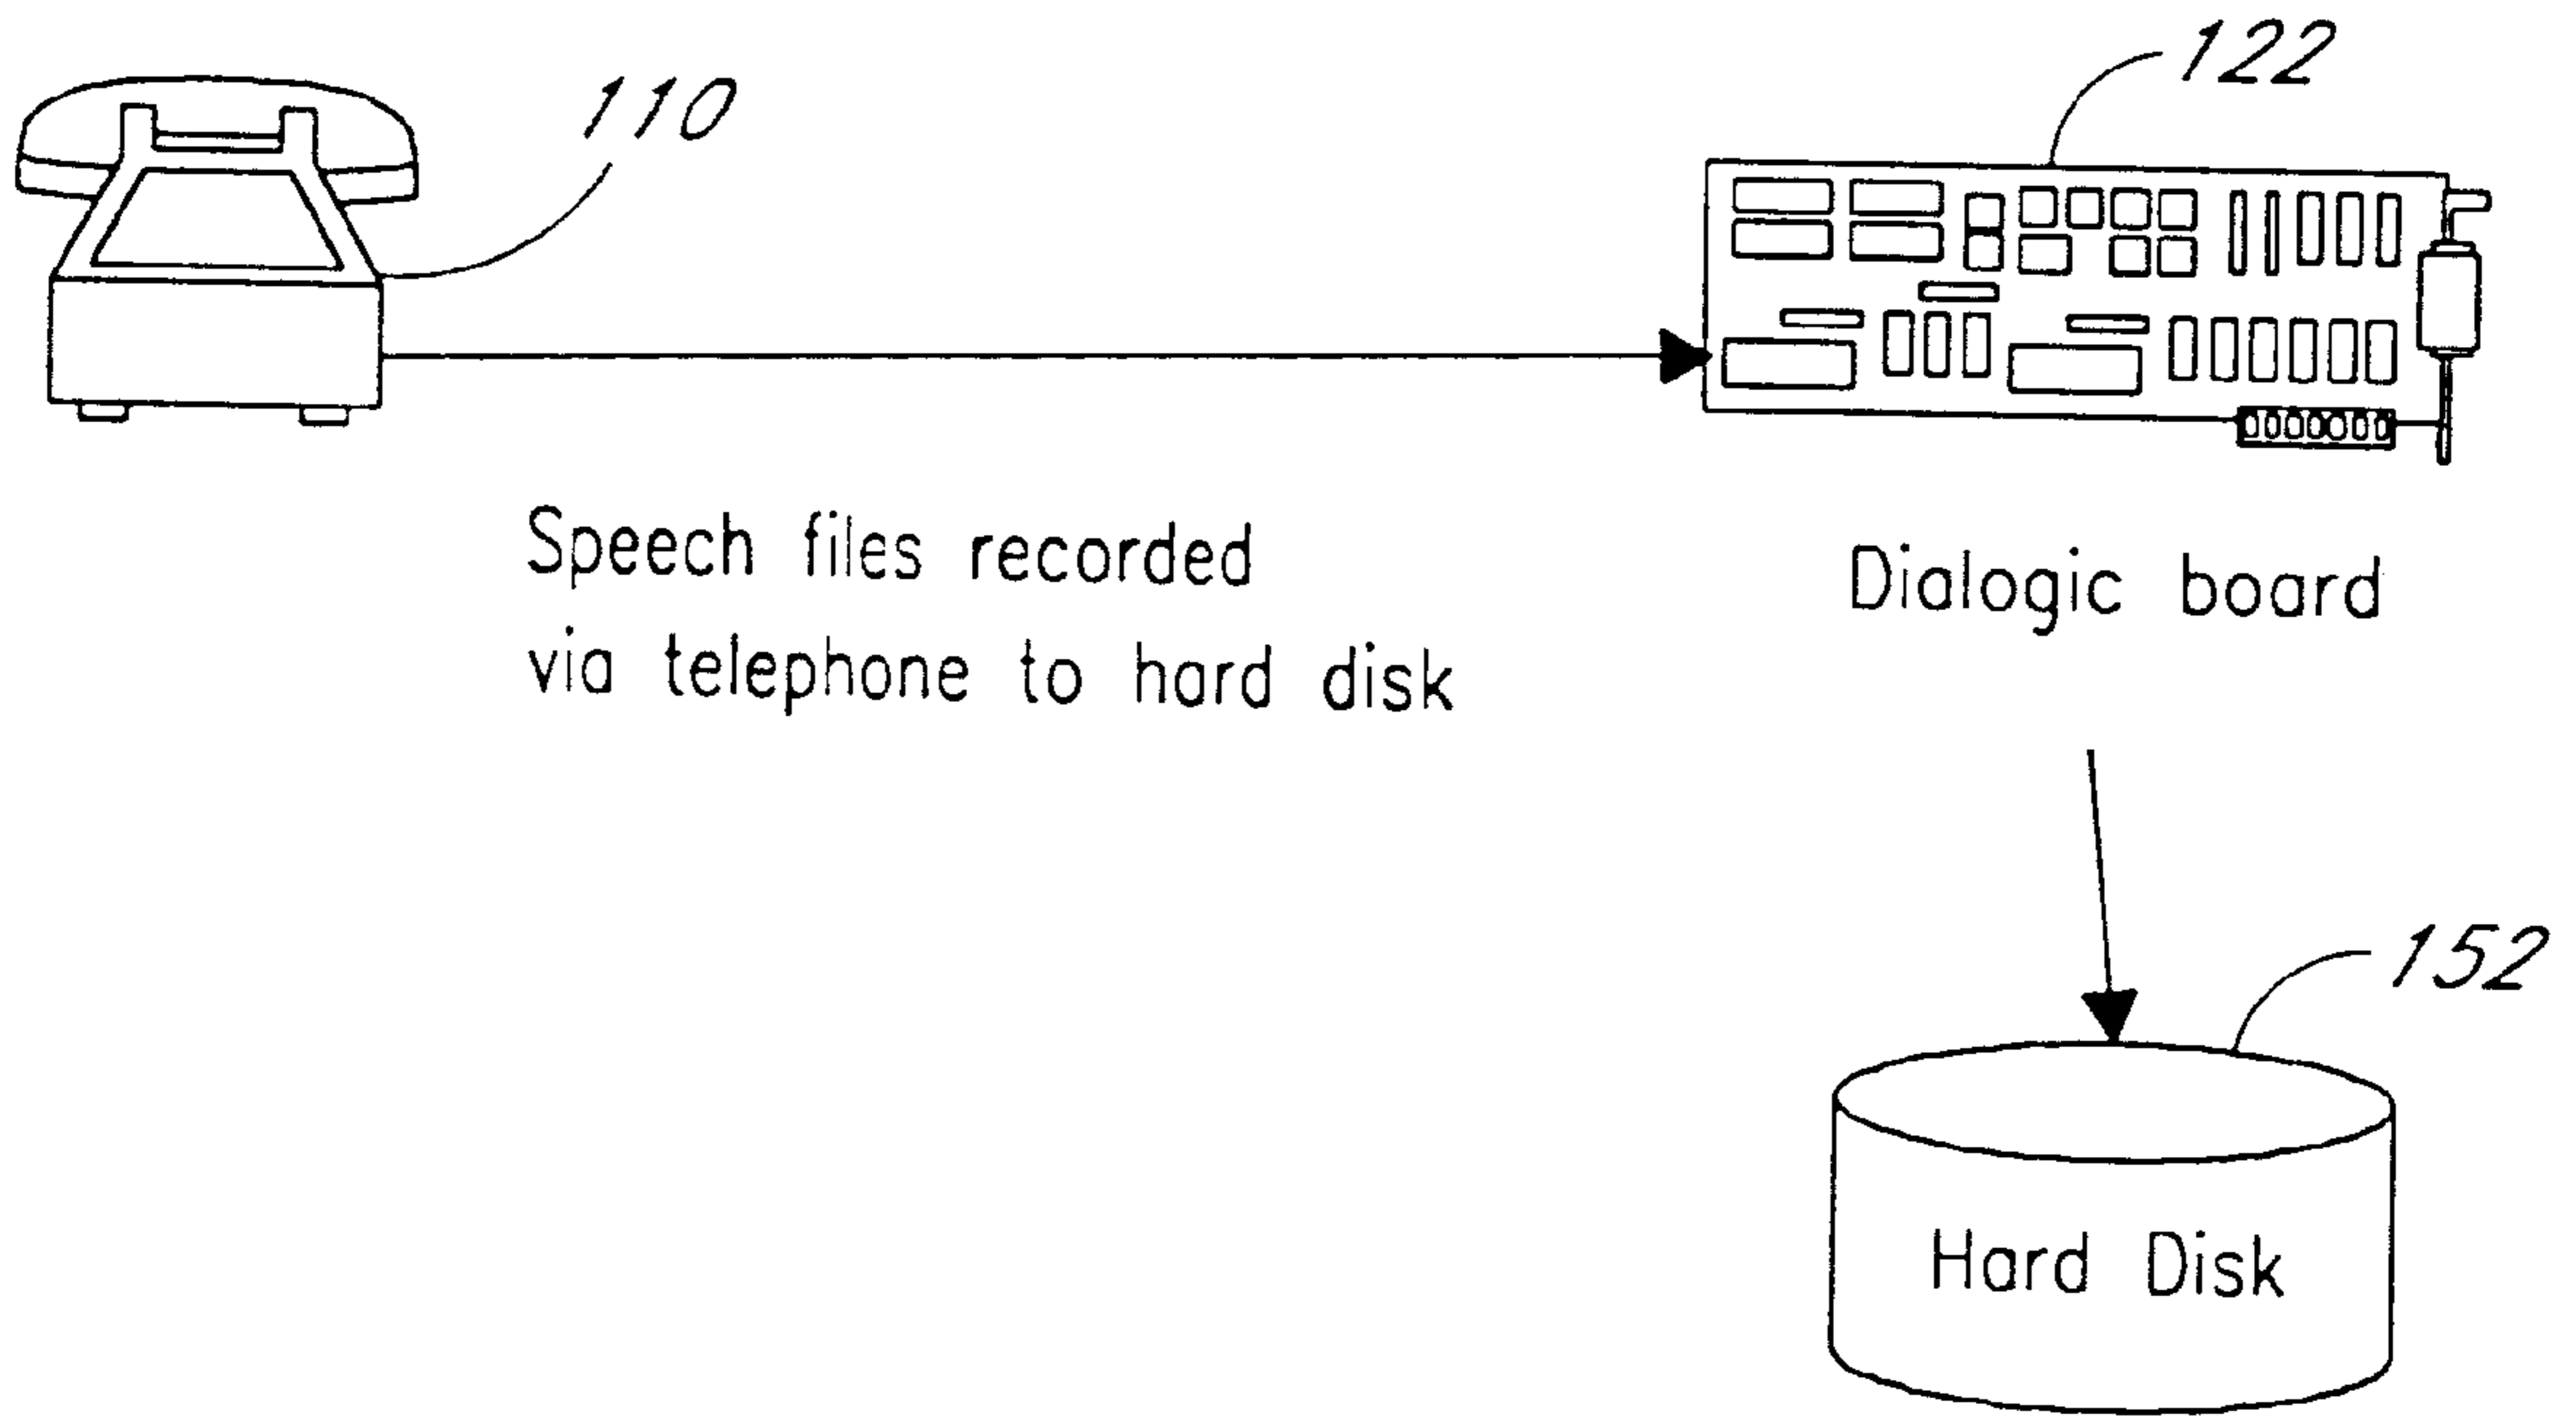 110
122
Speech files recorded
via telephone to hard disk
Dialogic board
152
Hard Disk